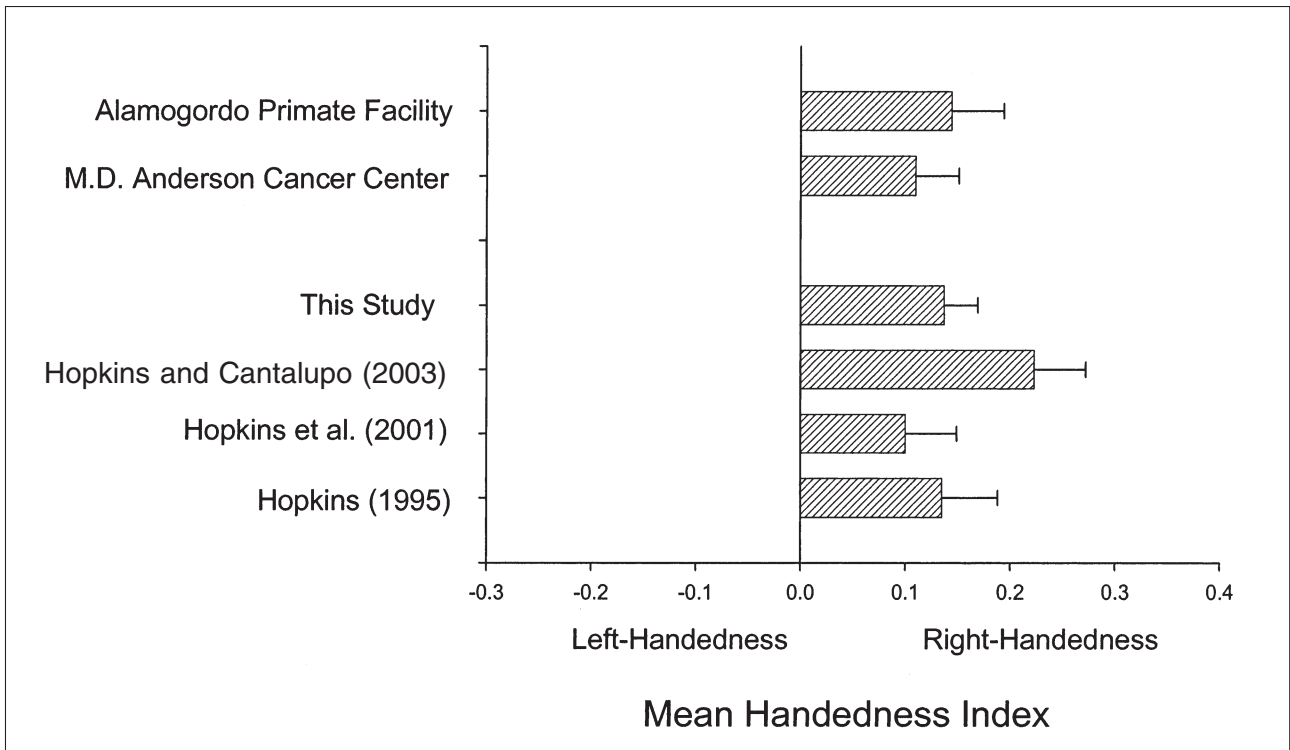 Alamogordo Primate Facility
M.D. Anderson Cancer Center
This Study
Hopkins and Cantalupo (2003)
Hopkins et al. (2001)
Hopkins (1995)
-0.3 -0.2 -0.1 0.0 0.1 0.2 0.3 0.4
Left-Handedness Right-Handedness
Mean Handedness Index